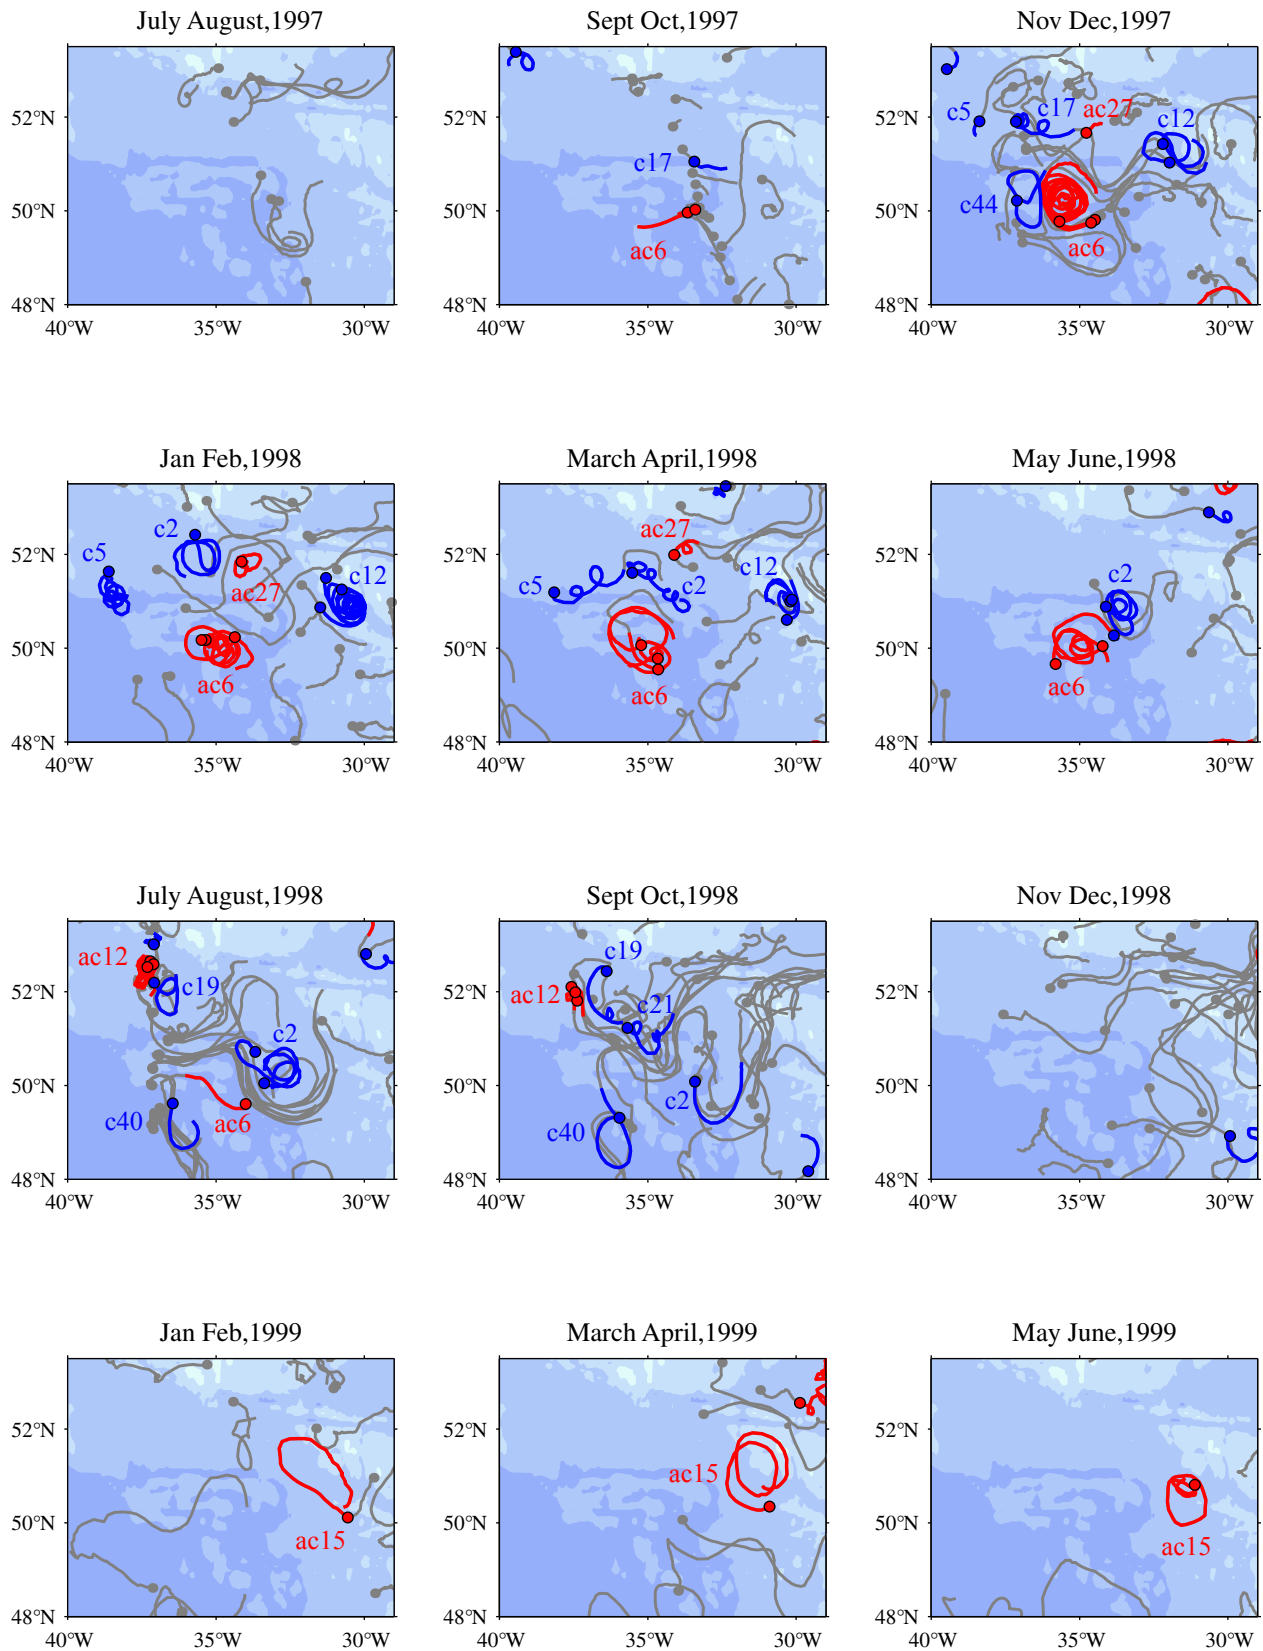 July August,1997 Sept Oct,1997 Nov Dec,1997
52°N 52°N 52°N
c5 c17 ac27 c12
c17
50°N 50°N 50°N
c44
ac6 ac6
48°N 48°N 48°N
40°W 35°W 30°W 40°W 35°W 30°W 40°W 35°W 30°W
Jan Feb,1998 March April,1998 May June,1998
c2 ac27
52°N 52°N 52°N
c5 ac27 c12 c5 c2 c12 c2
50°N 50°N 50°N
ac6 ac6 ac6
48°N 48°N 48°N
40°W 35°W 30°W 40°W 35°W 30°W 40°W 35°W 30°W
July August,1998 Sept Oct,1998 Nov Dec,1998
ac12 c19
52°N c19 52°N ac12 c21 52°N
c2
50°N 50°N 50°N
c40 ac6 c40 c2
48°N 48°N 48°N
40°W 35°W 30°W 40°W 35°W 30°W 40°W 35°W 30°W
Jan Feb,1999 March April,1999 May June,1999
52°N 52°N 52°N
ac15
50°N 50°N 50°N
ac15 ac15
48°N 48°N 48°N
40°W 35°W 30°W 40°W 35°W 30°W 40°W 35°W 30°W